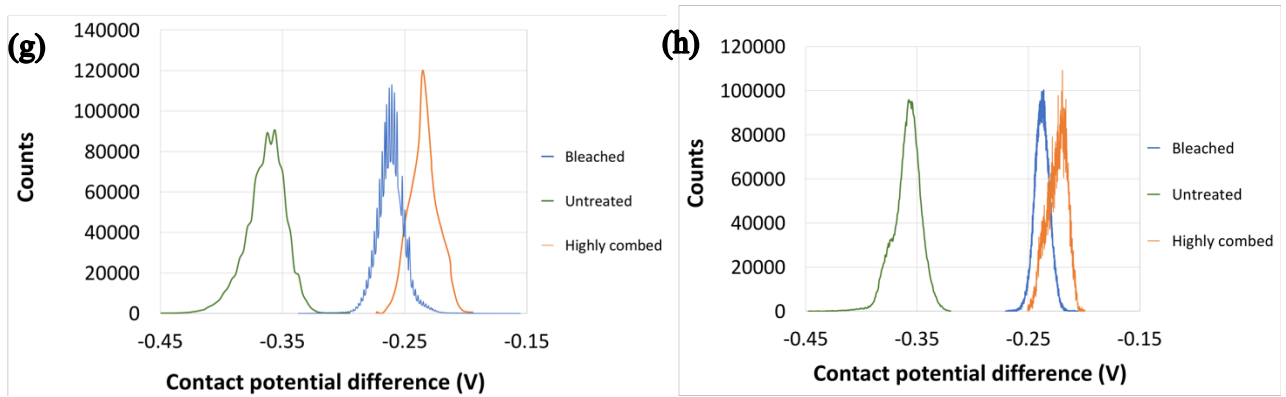 (g)
140000
120000
100000
80000
60000
40000
20000
0
Counts
-0.45 -0.35 -0.25 -0.15
Contact potential difference (V)
Bleached
Untreated
Highly combed
(h)
120000
100000
80000
60000
40000
20000
0
Counts
-0.45 -0.35 -0.25 -0.15
Contact potential difference (V)
Bleached
Untreated
Highly combed